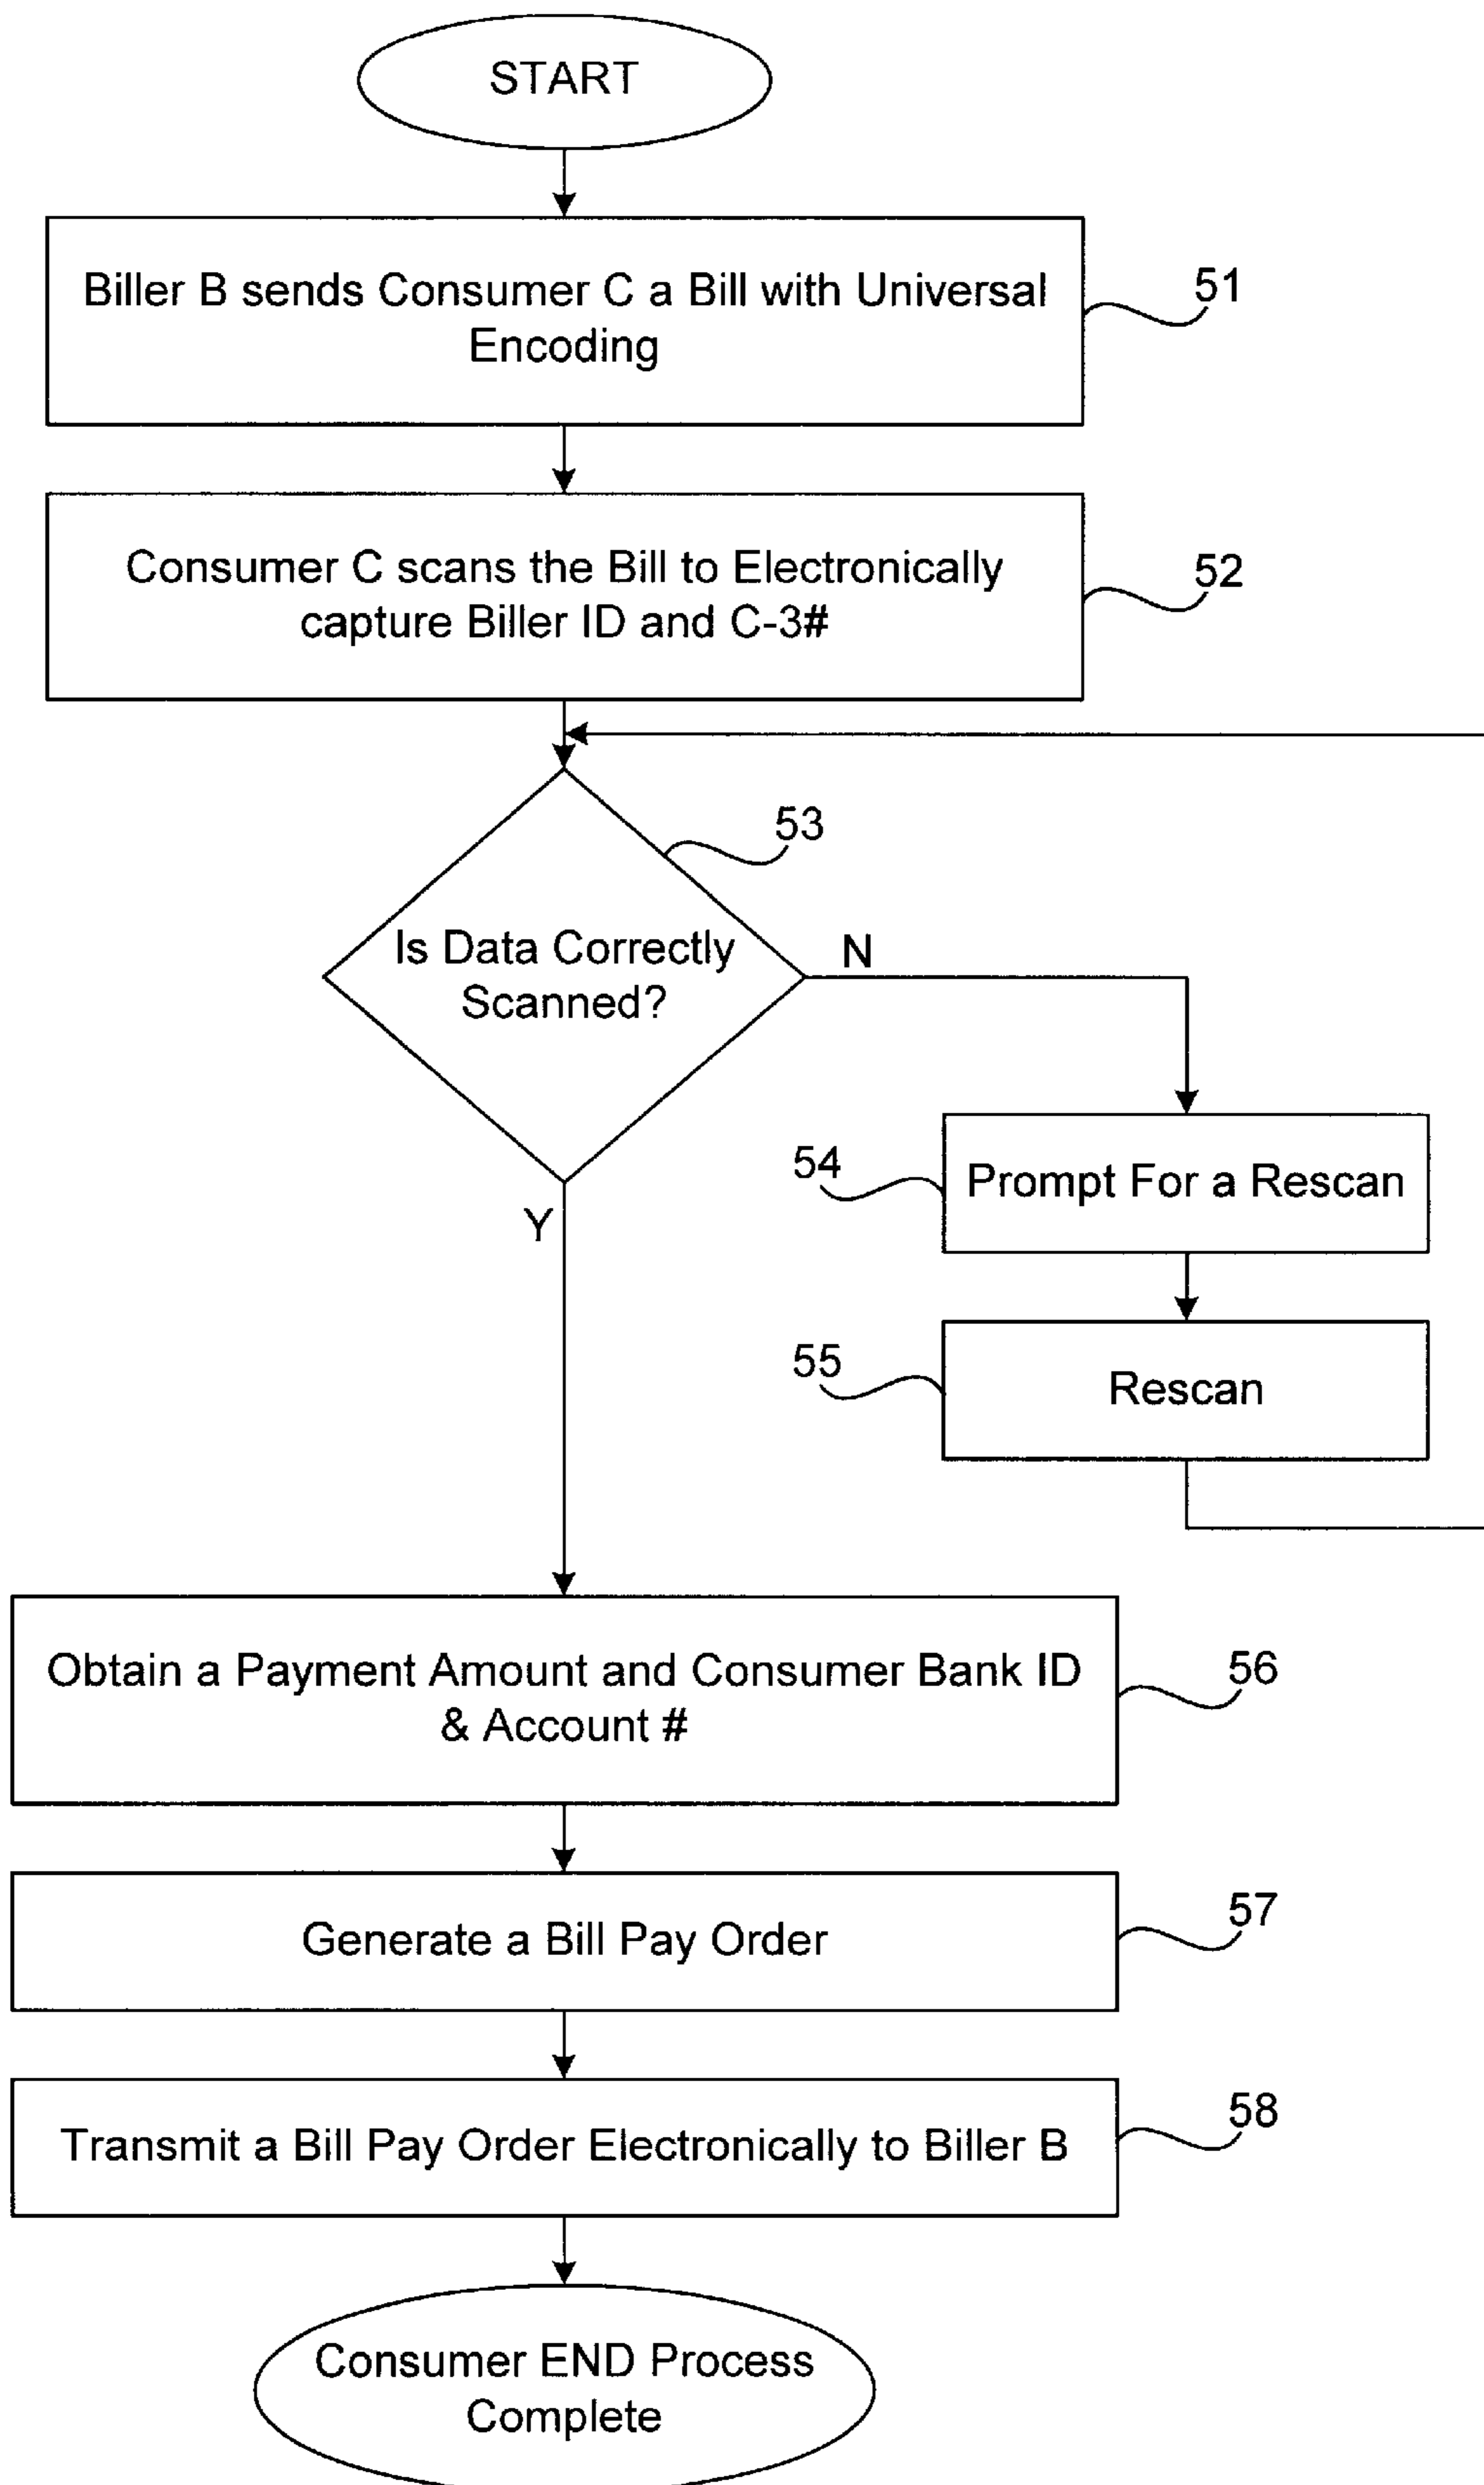 START
Biller B sends Consumer C a Bill with Universal
Encoding
51
Consumer C scans the Bill to Electronically
capture Biller ID and C-3#
52
53
Is Data Correctly
Scanned?
N
54
Prompt For a Rescan
Y
55
Rescan
Obtain a Payment Amount and Consumer Bank ID
& Account #
56
Generate a Bill Pay Order
57
Transmit a Bill Pay Order Electronically to Biller B
58
Consumer END Process
Complete